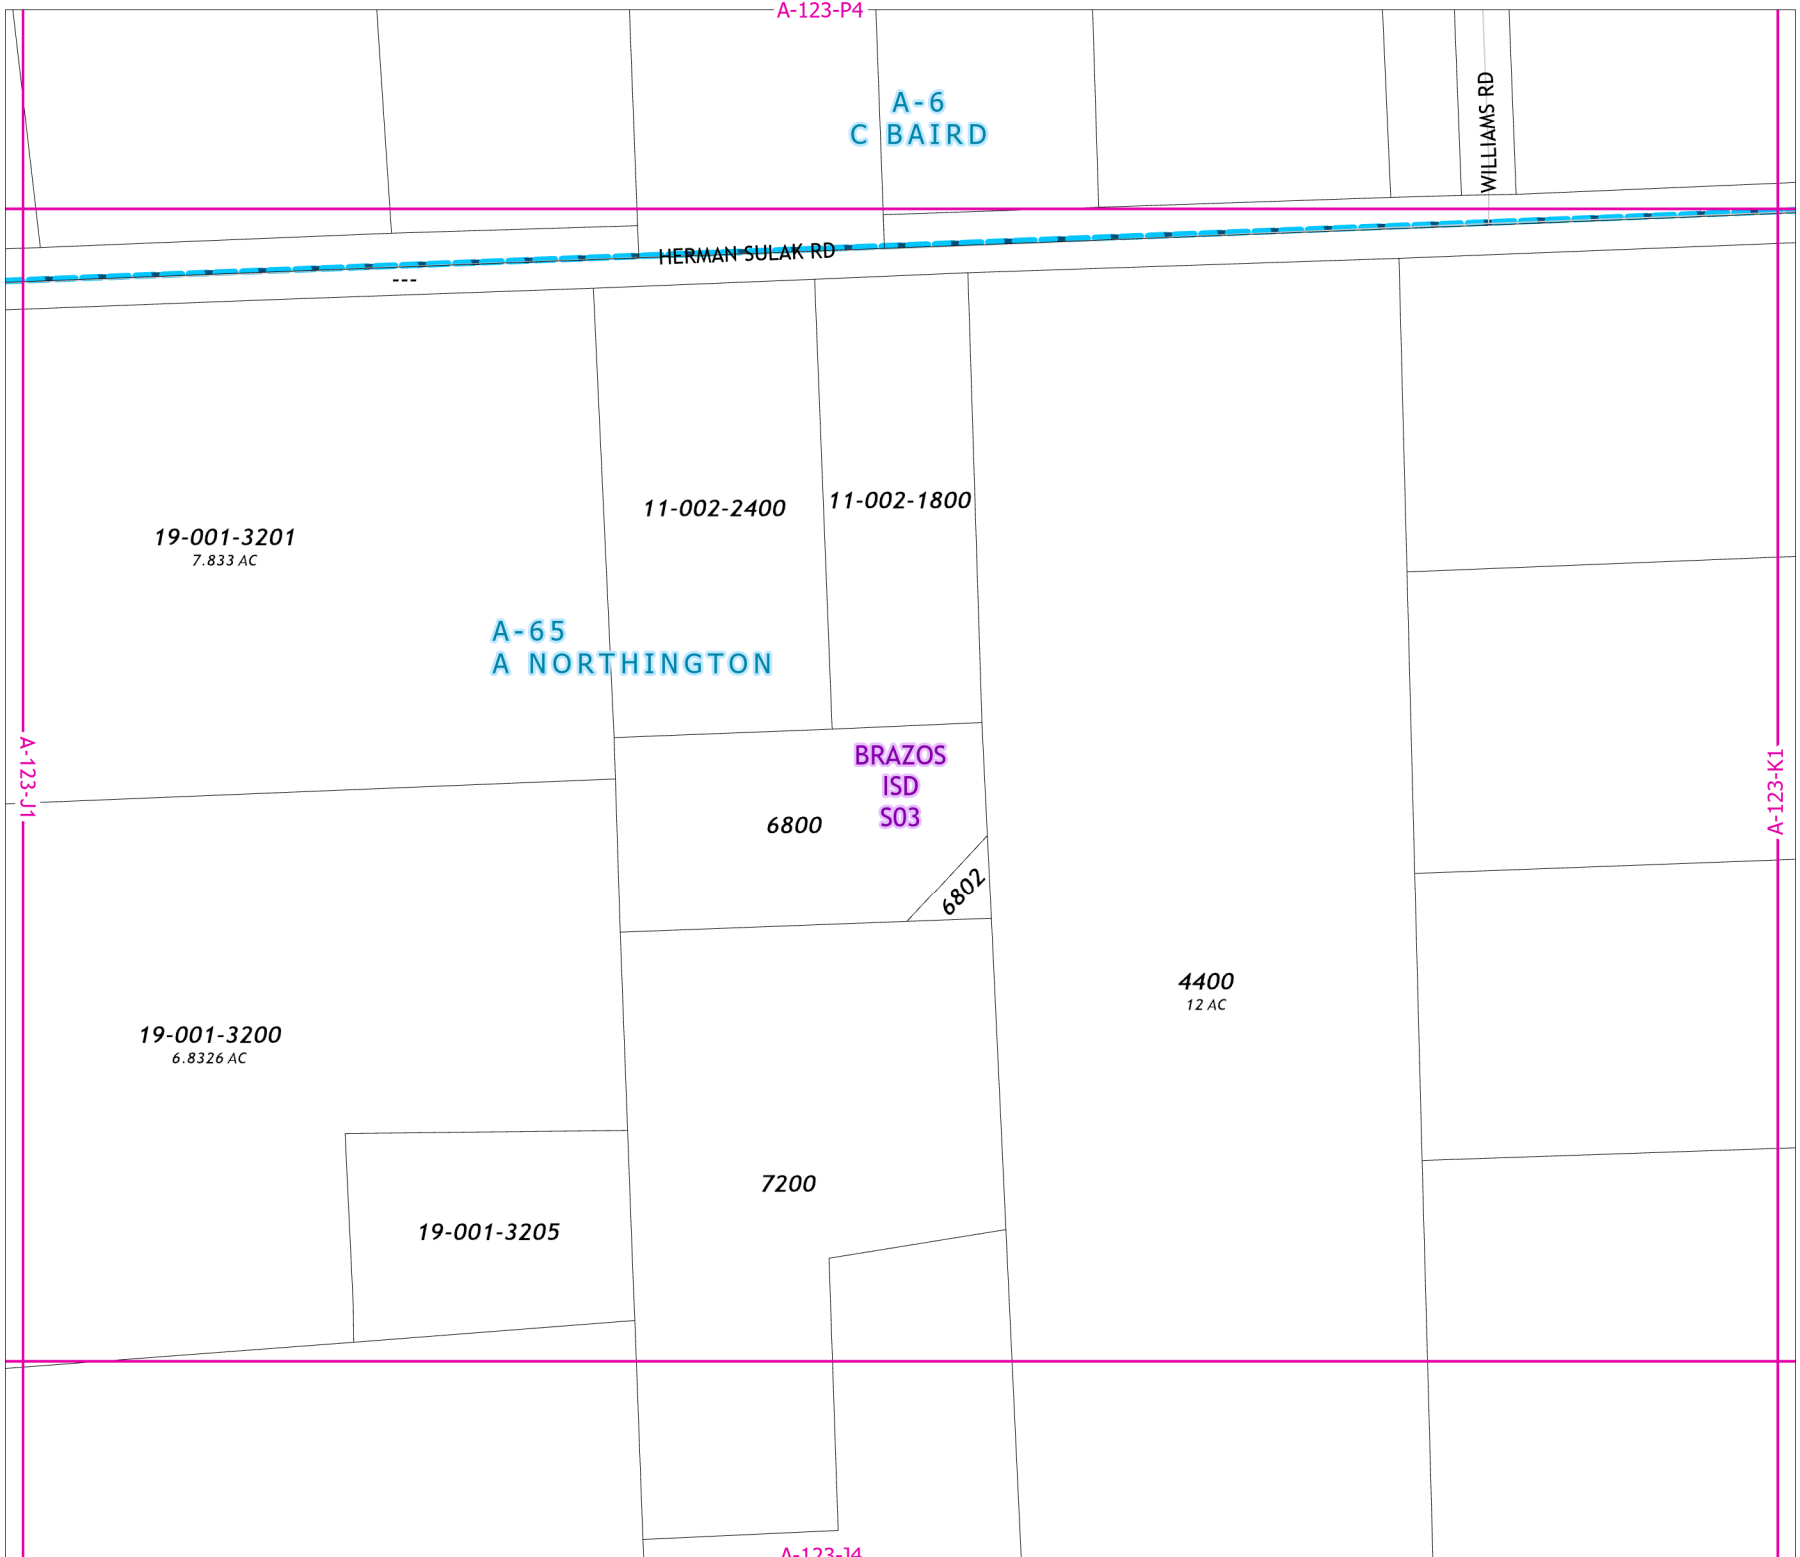 A-123-P4
A-6
C BAIRD
WILLIAMS RD
HERMAN SULAK RD
---
11-002-2400
11-002-1800
19-001-3201
7.833 AC
A-65
A NORTHINGTON
BRAZOS
ISD
S03
A-123-J1
A-123-K1
6800
6802
4400
12 AC
19-001-3200
6.8326 AC
7200
19-001-3205
A-123-J4